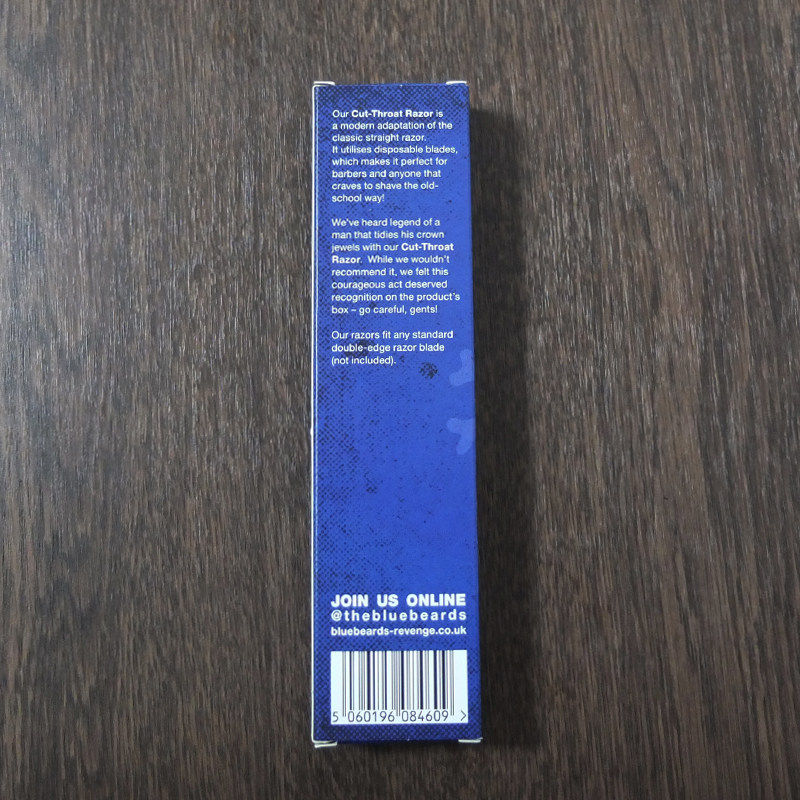 Our Cut-Throat Razor is
a modern adaptation of the
classic straight razor.
It utilises disposable blades,
which makes it perfect for
barbers and anyone that
craves to shave the old-
school way!
We've heard legend of a
man that tidies his crown
jewels with our Cut-Throat
Razor. While we wouldn't
recommend it, we felt this
courageous act deserved
recognition on the product's
box – go careful, gents!
Our razors fit any standard
double-edge razor blade
(not included).
JOIN US ONLINE
@thebluebeards
bluebeards-revenge.co.uk
5 060196 084609 >